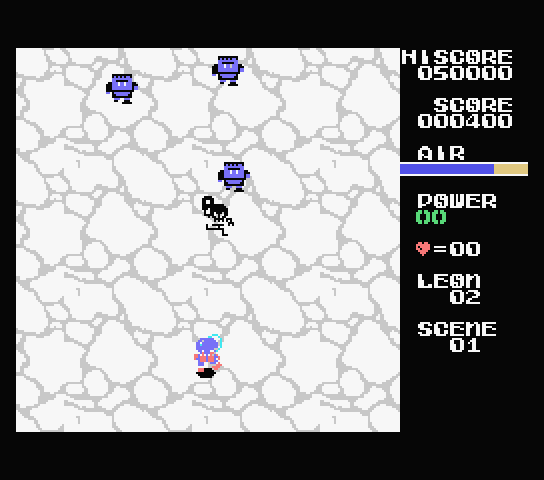 HISCORE
050000
SCORE
000400
AIR
POWER
00
=00
LEON
02
SCENE
01